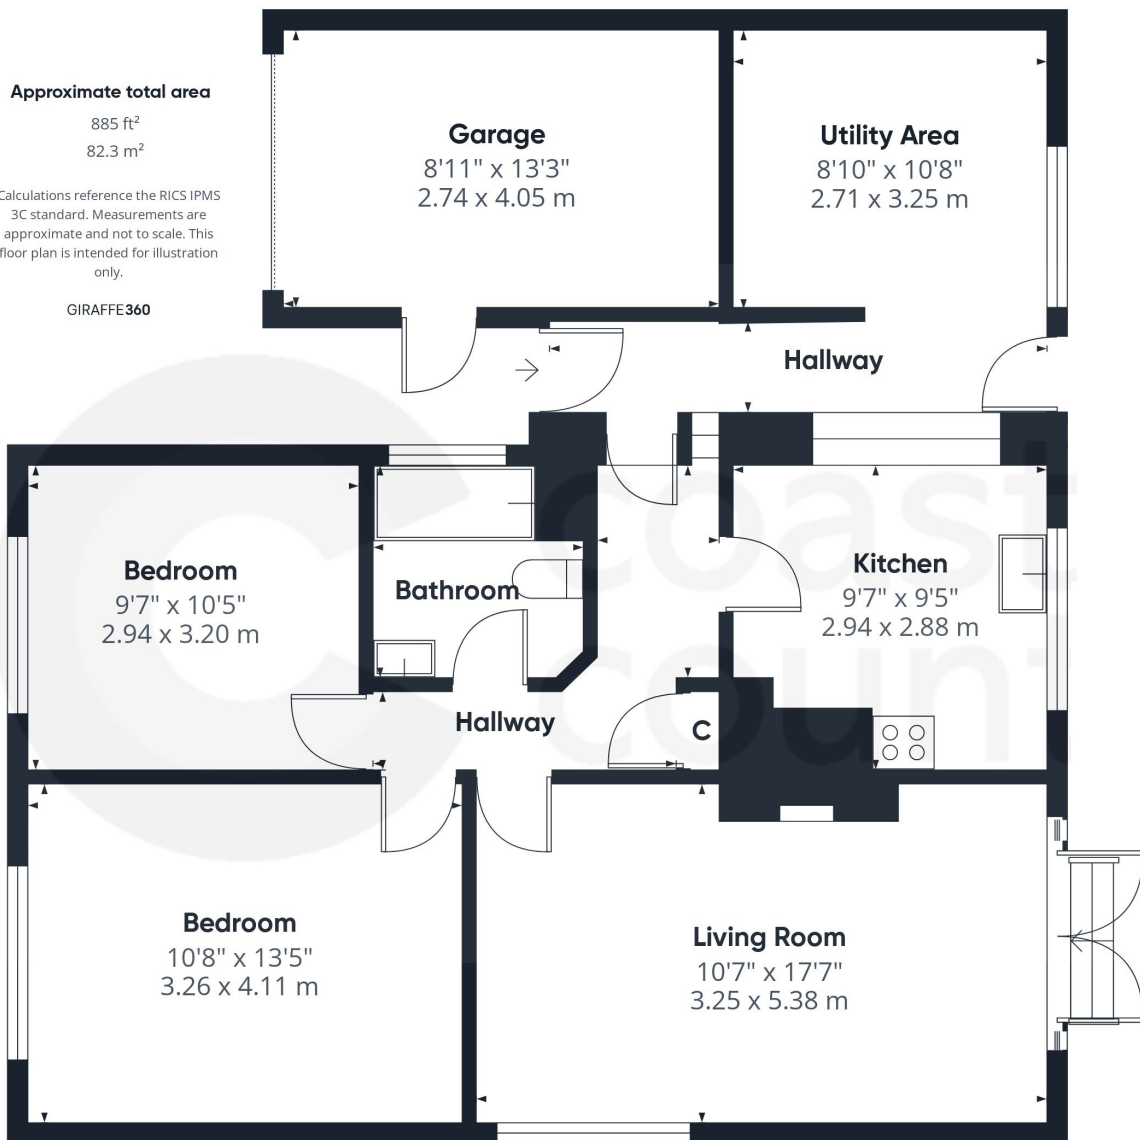 Approximate total area
885 ft²
82.3 m²
Calculations reference the RICS IPMS
3C standard. Measurements are
approximate and not to scale. This
floor plan is intended for illustration
only.
GIRAFFE360
Garage
8'11" x 13'3"
2.74 x 4.05 m
Utility Area
8'10" x 10'8"
2.71 x 3.25 m
Hallway
Bedroom
9'7" x 10'5"
2.94 x 3.20 m
Bathroom
Kitchen
9'7" x 9'5"
2.94 x 2.88 m
Hallway
C
Bedroom
10'8" x 13'5"
3.26 x 4.11 m
Living Room
10'7" x 17'7"
3.25 x 5.38 m
coast
count